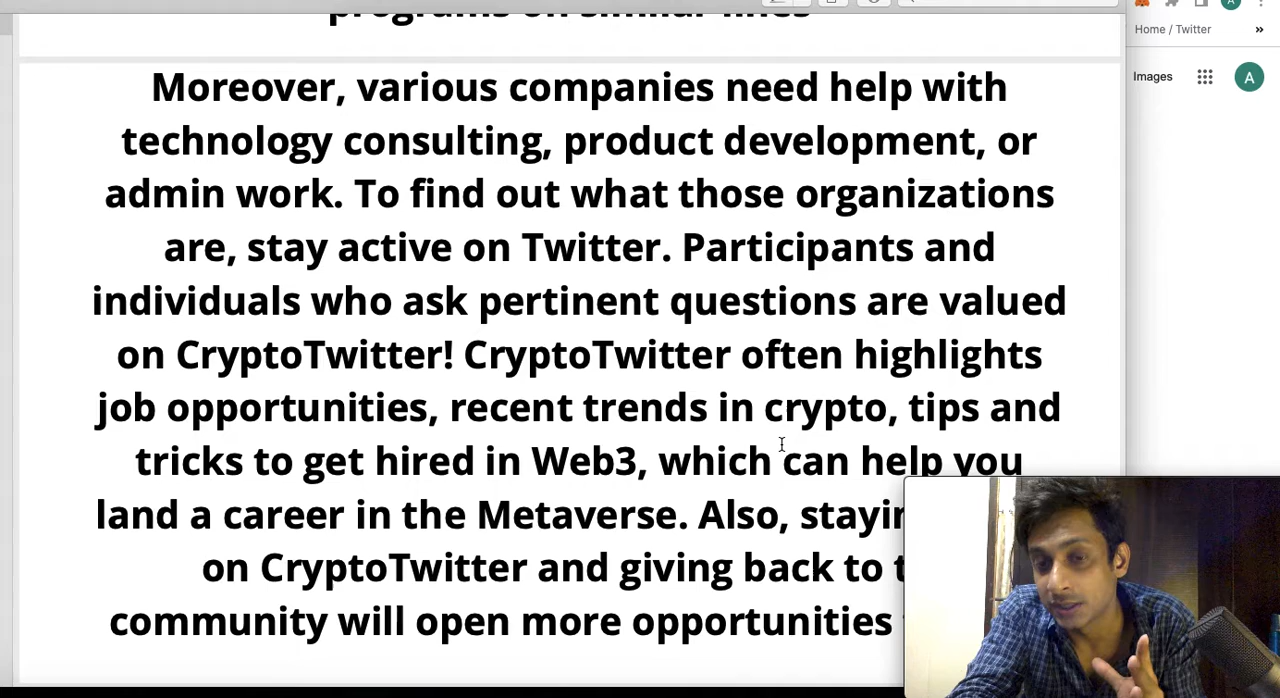 programs on similar lines
Home / Twitter
»
Images
A
A
Moreover, various companies need help with
technology consulting, product development, or
admin work. To find out what those organizations
are, stay active on Twitter. Participants and
individuals who ask pertinent questions are valued
on CryptoTwitter! CryptoTwitter often highlights
job opportunities, recent trends in crypto, tips and
tricks to get hired in Web3, which can help you
land a career in the Metaverse. Also,
on CryptoTwitter and giving back to
community will open more opportunities